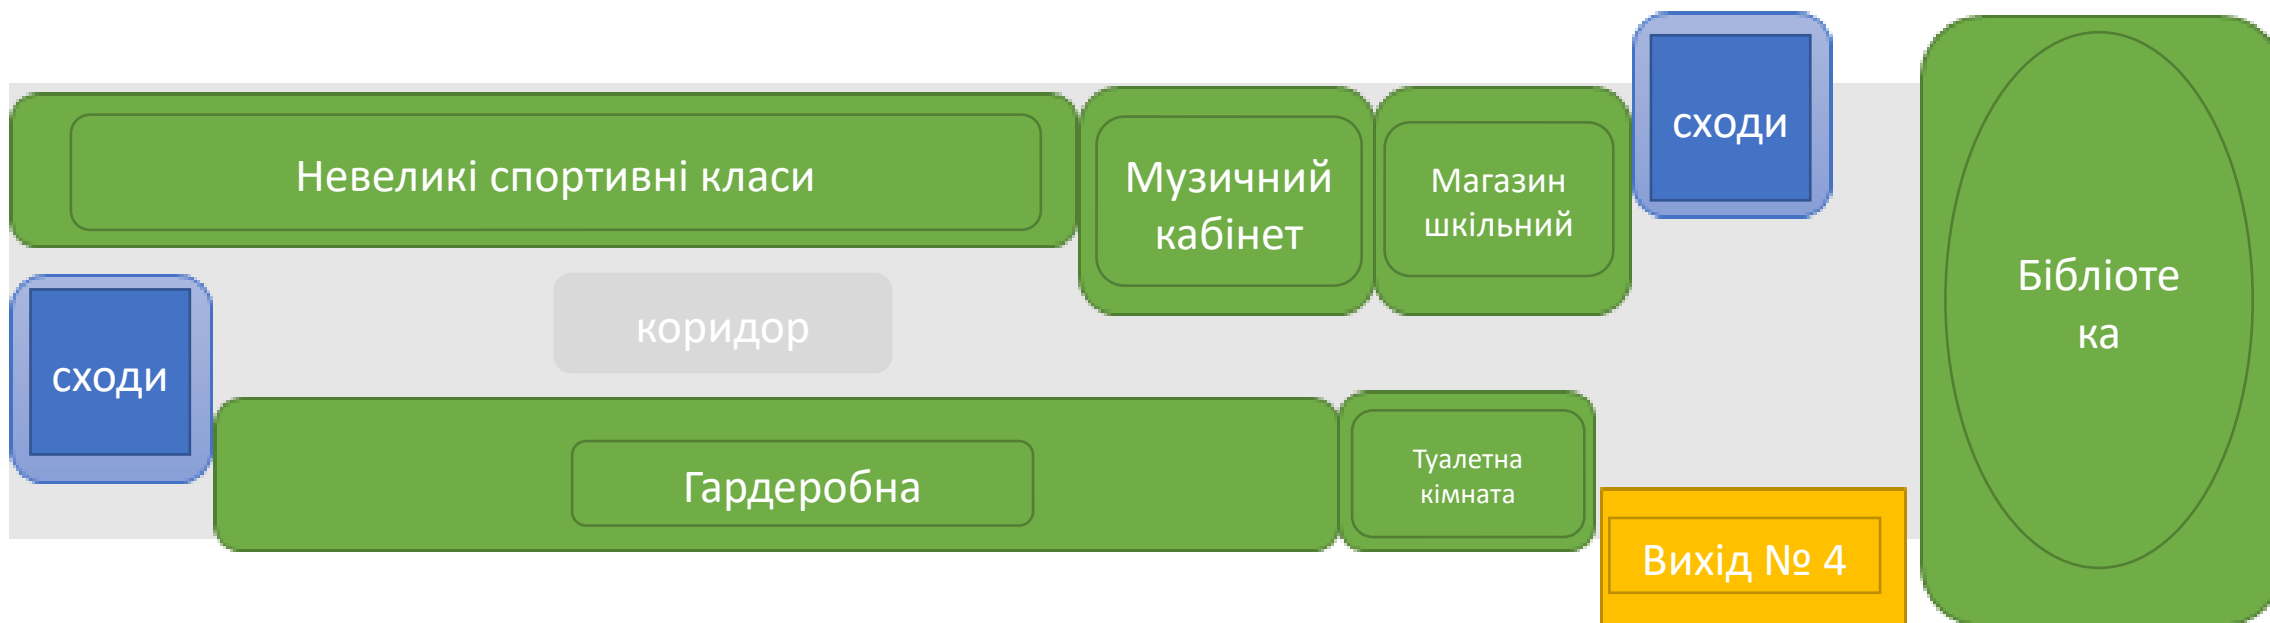 сходи
Невеликі спортивні класи
Музичний
кабінет
Магазин
шкільний
Бібліоте
ка
коридор
сходи
Гардеробна
Туалетна
кімната
Вихід № 4